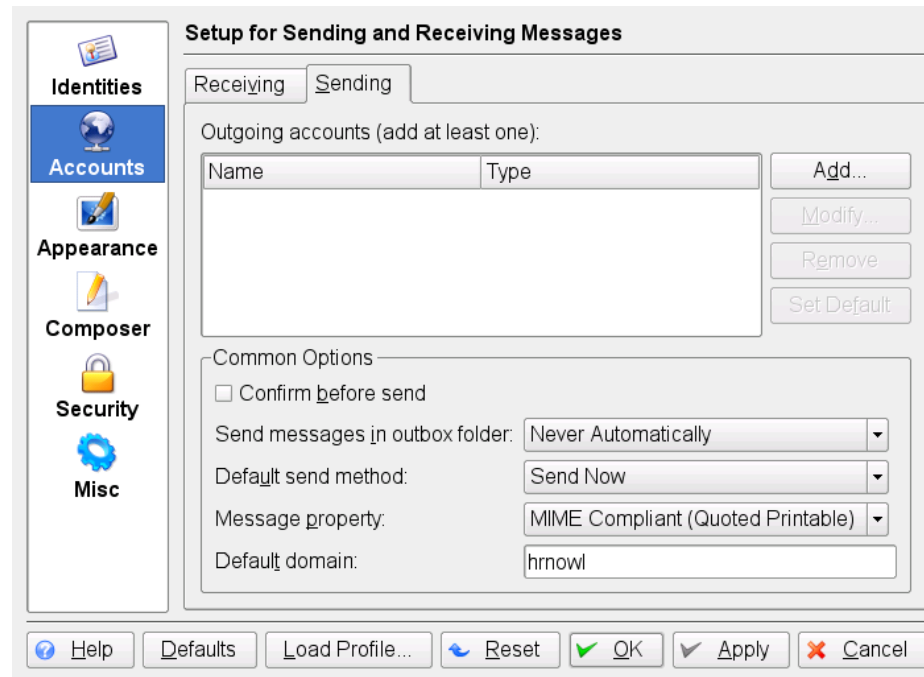 Setup for Sending and Receiving Messages
Identities
Accounts
Appearance
Composer
Security
Misc
Receiving Sending
Outgoing accounts (add at least one):
Name Type
Add...
Modify...
Remove
Set Default
Common Options
Confirm before send
Send messages in outbox folder: Never Automatically
Default send method: Send Now
Message property: MIME Compliant (Quoted Printable)
Default domain: hrnowl
Help Defaults Load Profile... Reset OK Apply Cancel